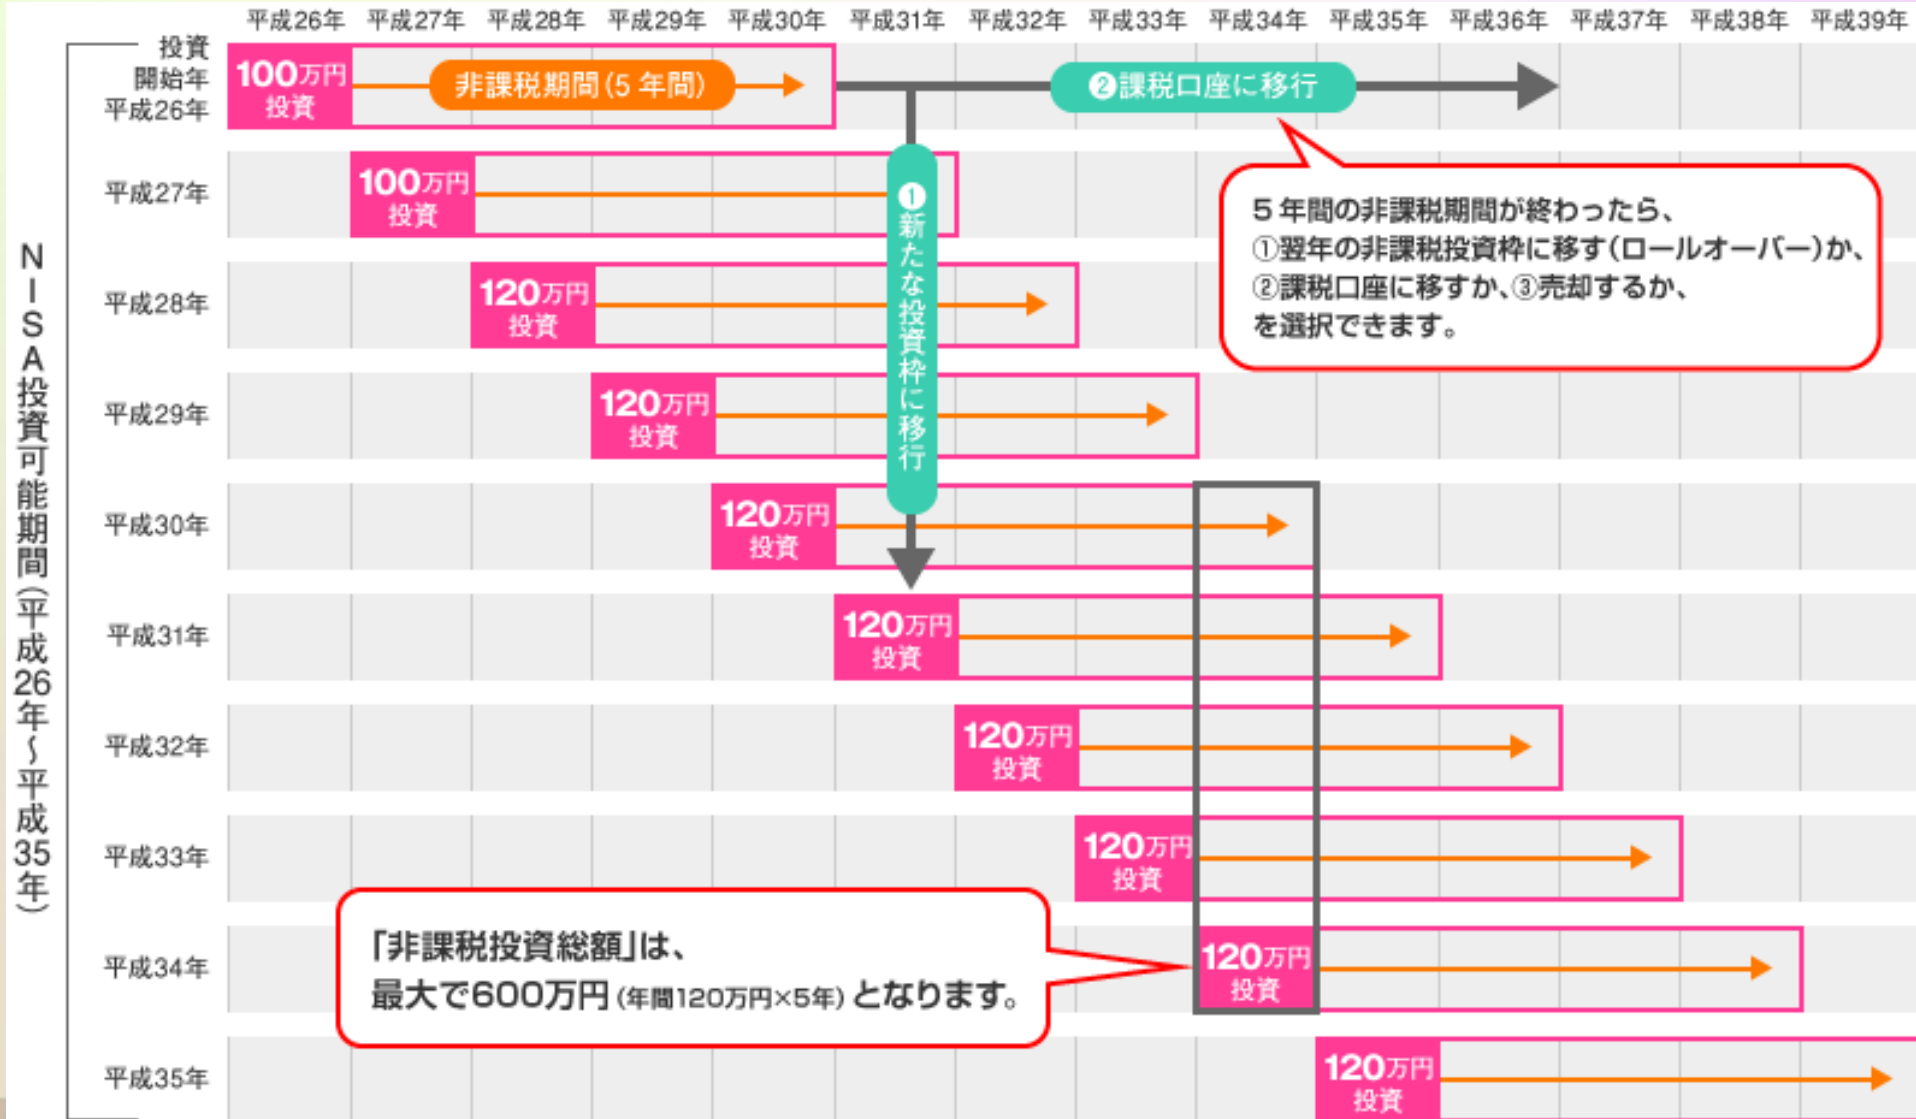 平成26年 平成27年 平成28年 平成29年 平成30年 平成31年 平成32年 平成33年 平成34年 平成35年 平成36年 平成37年 平成38年 平成39年
NISA投資可能期間(平成26年～平成35年)
投資
開始年
平成26年
100万円
投資
非課税期間(5年間)
❷課税口座に移行
❶新たな投資枠に移行
5年間の非課税期間が終わったら、
①翌年の非課税投資枠に移す(ロールオーバー)か、
②課税口座に移すか、③売却するか、
を選択できます。
平成27年
100万円
投資
平成28年
120万円
投資
平成29年
120万円
投資
平成30年
120万円
投資
平成31年
120万円
投資
平成32年
120万円
投資
平成33年
120万円
投資
「非課税投資総額」は、
最大で600万円(年間120万円×5年)となります。
平成34年
120万円
投資
平成35年
120万円
投資